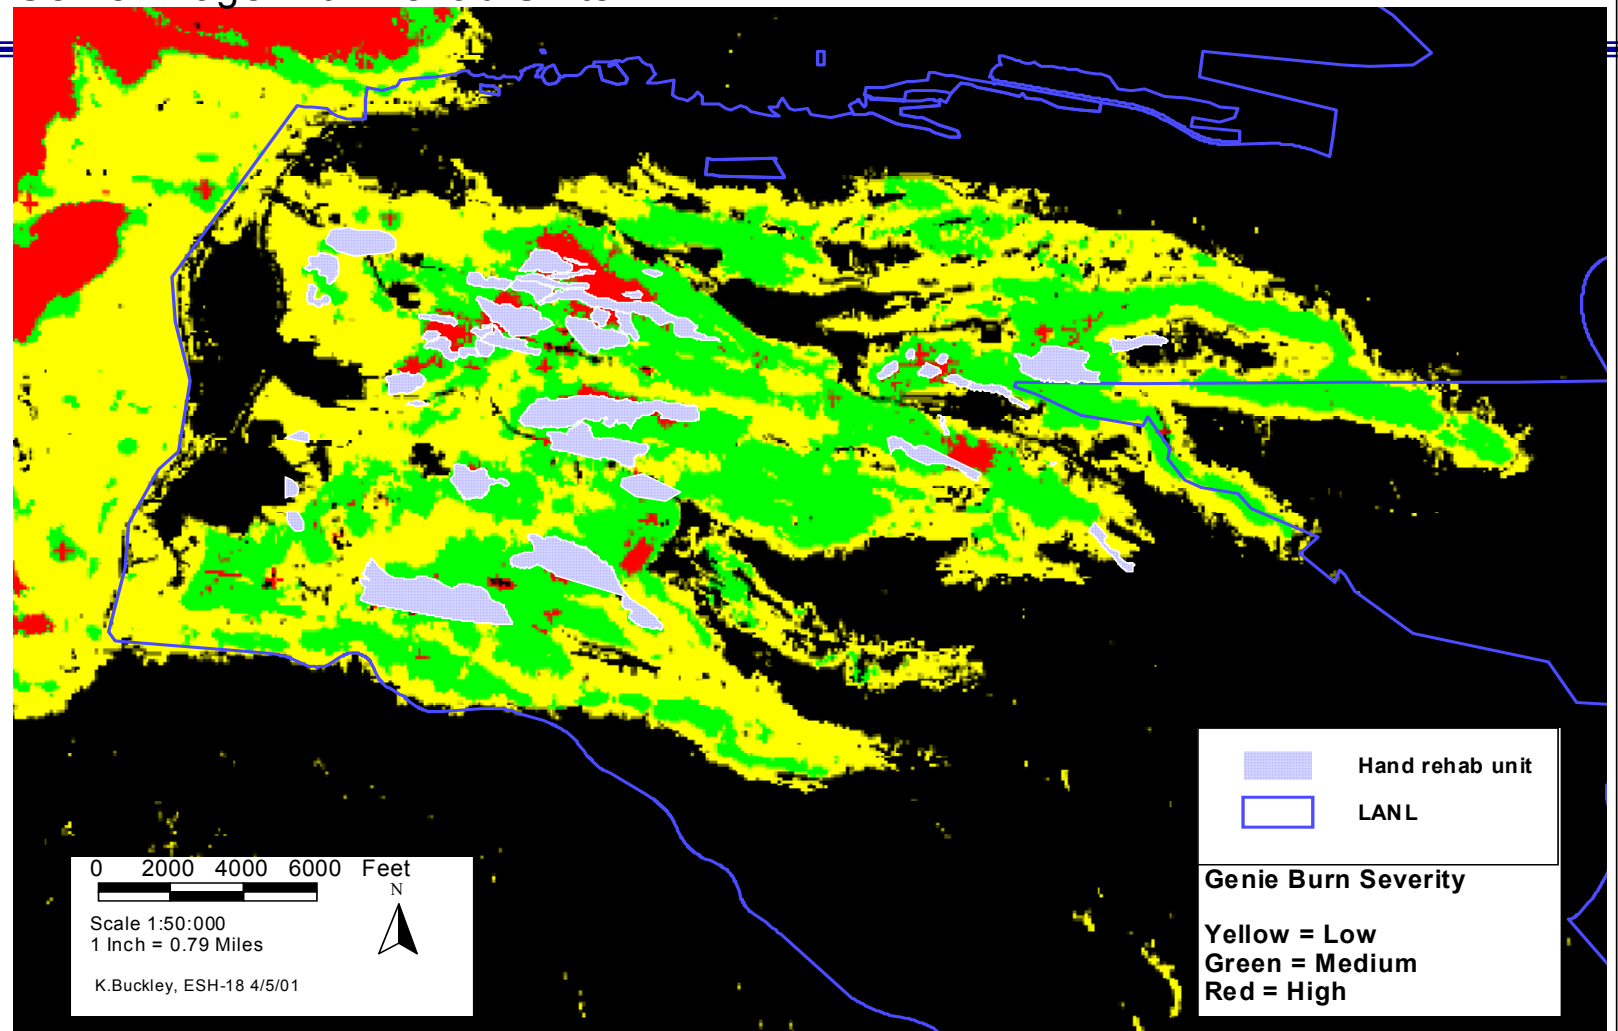 Hand rehab unit
LANL
Genie Burn Severity
Yellow = Low
Green = Medium
Red = High
0 2000 4000 6000 Feet
N
Scale 1:50:000
1 Inch = 0.79 Miles
K.Buckley, ESH-18 4/5/01